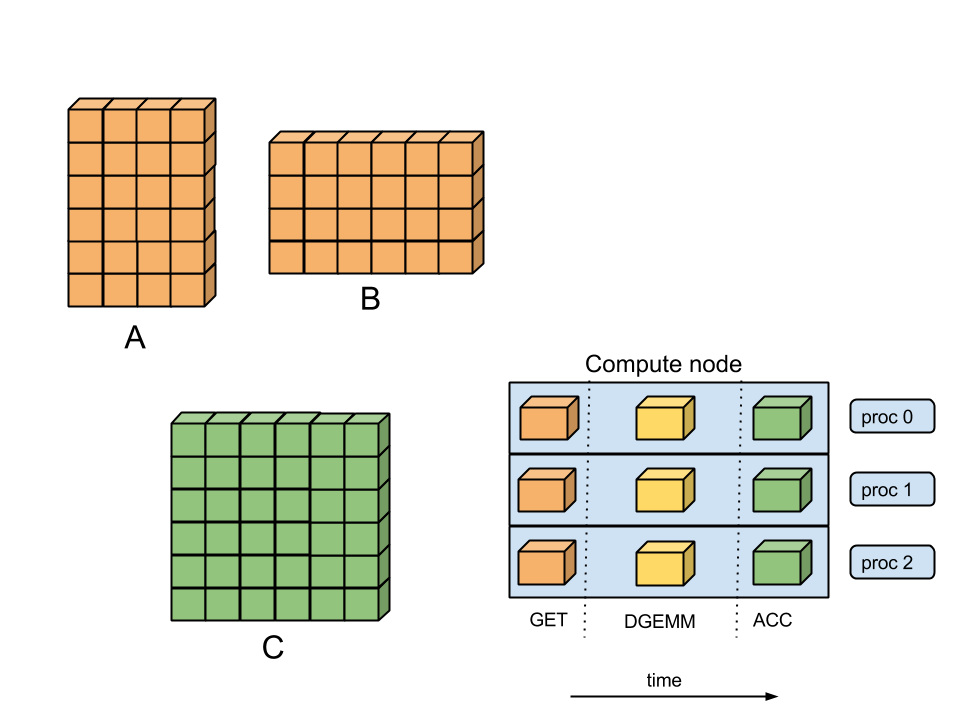 A
B
C
Compute node
proc 0
proc 1
proc 2
GET
DGEMM
ACC
time